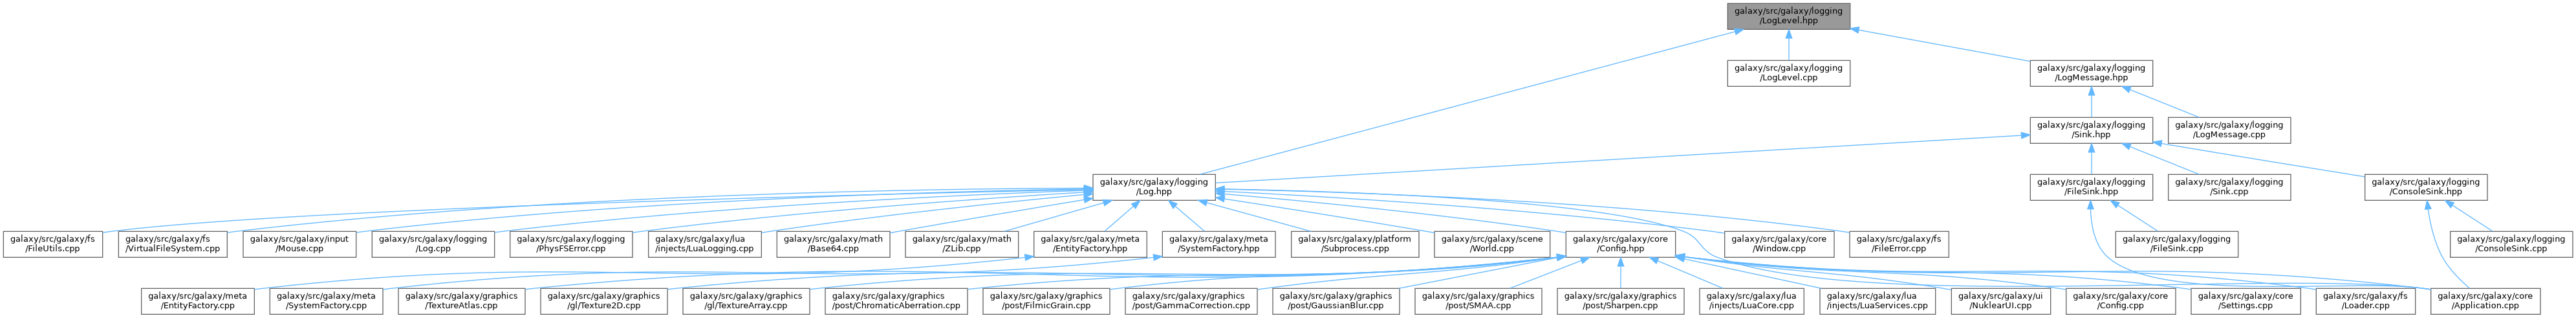 galaxy/src/galaxy/logging
/LogLevel.hpp
galaxy/src/galaxy/logging
/LogLevel.cpp
galaxy/src/galaxy/logging
/LogMessage.hpp
galaxy/src/galaxy/logging
/Sink.hpp
galaxy/src/galaxy/logging
/LogMessage.cpp
galaxy/src/galaxy/logging
/Log.hpp
galaxy/src/galaxy/logging
/FileSink.hpp
galaxy/src/galaxy/logging
/Sink.cpp
galaxy/src/galaxy/logging
/ConsoleSink.hpp
galaxy/src/galaxy/fs
/FileUtils.cpp
galaxy/src/galaxy/fs
/VirtualFileSystem.cpp
galaxy/src/galaxy/input
/Mouse.cpp
galaxy/src/galaxy/logging
/Log.cpp
galaxy/src/galaxy/logging
/PhysFSError.cpp
galaxy/src/galaxy/lua
/injects/LuaLogging.cpp
galaxy/src/galaxy/math
/Base64.cpp
galaxy/src/galaxy/math
/ZLib.cpp
galaxy/src/galaxy/meta
/EntityFactory.hpp
galaxy/src/galaxy/meta
/SystemFactory.hpp
galaxy/src/galaxy/platform
/Subprocess.cpp
galaxy/src/galaxy/scene
/World.cpp
galaxy/src/galaxy/core
/Config.hpp
galaxy/src/galaxy/core
/Window.cpp
galaxy/src/galaxy/fs
/FileError.cpp
galaxy/src/galaxy/logging
/FileSink.cpp
galaxy/src/galaxy/logging
/ConsoleSink.cpp
galaxy/src/galaxy/meta
/EntityFactory.cpp
galaxy/src/galaxy/meta
/SystemFactory.cpp
galaxy/src/galaxy/graphics
/TextureAtlas.cpp
galaxy/src/galaxy/graphics
/gl/Texture2D.cpp
galaxy/src/galaxy/graphics
/gl/TextureArray.cpp
galaxy/src/galaxy/graphics
/post/ChromaticAberration.cpp
galaxy/src/galaxy/graphics
/post/FilmicGrain.cpp
galaxy/src/galaxy/graphics
/post/GammaCorrection.cpp
galaxy/src/galaxy/graphics
/post/GaussianBlur.cpp
galaxy/src/galaxy/graphics
/post/SMAA.cpp
galaxy/src/galaxy/graphics
/post/Sharpen.cpp
galaxy/src/galaxy/lua
/injects/LuaCore.cpp
galaxy/src/galaxy/lua
/injects/LuaServices.cpp
galaxy/src/galaxy/ui
/NuklearUI.cpp
galaxy/src/galaxy/core
/Config.cpp
galaxy/src/galaxy/core
/Settings.cpp
galaxy/src/galaxy/fs
/Loader.cpp
galaxy/src/galaxy/core
/Application.cpp